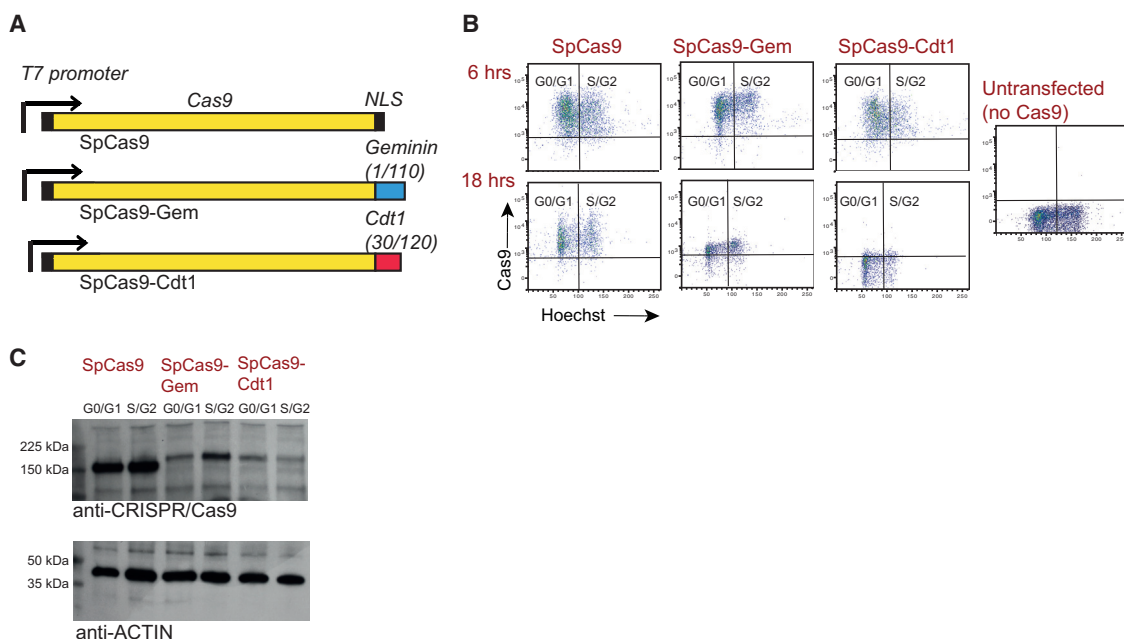 A
T7 promoter
Cas9
NLS
SpCas9
Geminin
(1/110)
SpCas9-Gem
Cdt1
(30/120)
SpCas9-Cdt1
B
SpCas9
SpCas9-Gem
SpCas9-Cdt1
6 hrs
G0/G1
S/G2
G0/G1
S/G2
G0/G1
S/G2
Untransfected
(no Cas9)
18 hrs
G0/G1
S/G2
G0/G1
S/G2
G0/G1
S/G2
Cas9
Hoechst
C
SpCas9
SpCas9-
Gem
SpCas9-
Cdt1
G0/G1 S/G2 G0/G1 S/G2 G0/G1 S/G2
225 kDa
150 kDa
anti-CRISPR/Cas9
50 kDa
35 kDa
anti-ACTIN